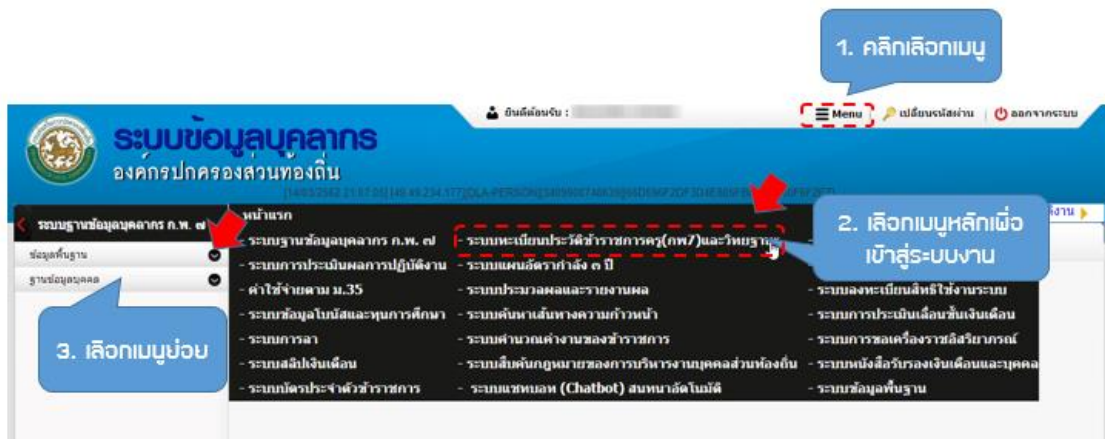 1. คลิกเลือกเมนู
ยินดีต้อนรับ :
Menu
เปลี่ยนรหัสผ่าน
ออกจากระบบ
ระบบข้อมูลบุคลากร
องค์กรปกครองส่วนท้องถิ่น
ระบบฐานข้อมูลบุคลากร ก.พ. ๗
ข้อมูลพื้นฐาน
ฐานข้อมูลบุคคล
3. เลือกเมนูย่อย
หน้าแรก
- ระบบฐานข้อมูลบุคลากร ก.พ. ๗
- ระบบทะเบียนประวัติข้าราชการครู(กพ7)และวิทยฐานะ
2. เลือกเมนูหลักเพื่อ
เข้าสู่ระบบงาน
- ระบบการประเมินผลการปฏิบัติงาน
- ระบบแผนอัตรากำลัง ๓ ปี
- ค่าใช้จ่ายตาม ม.35
- ระบบประมวลผลและรายงานผล
- ระบบลงทะเบียนสิทธิใช้งานระบบ
- ระบบข้อมูลโบนัสและทุนการศึกษา
- ระบบค้นหาเส้นทางความก้าวหน้า
- ระบบการประเมินเลื่อนขั้นเงินเดือน
- ระบบการลา
- ระบบคำนวณค่างานของข้าราชการ
- ระบบการขอเครื่องราชอิสริยาภรณ์
- ระบบสลิปเงินเดือน
- ระบบสืบค้นกฎหมายของการบริหารงานบุคคลส่วนท้องถิ่น
- ระบบหนังสือรับรองเงินเดือนและบุคคล
- ระบบบัตรประจำตัวข้าราชการ
- ระบบแชทบอท (Chatbot) สนทนาอัตโนมัติ
- ระบบข้อมูลพื้นฐาน